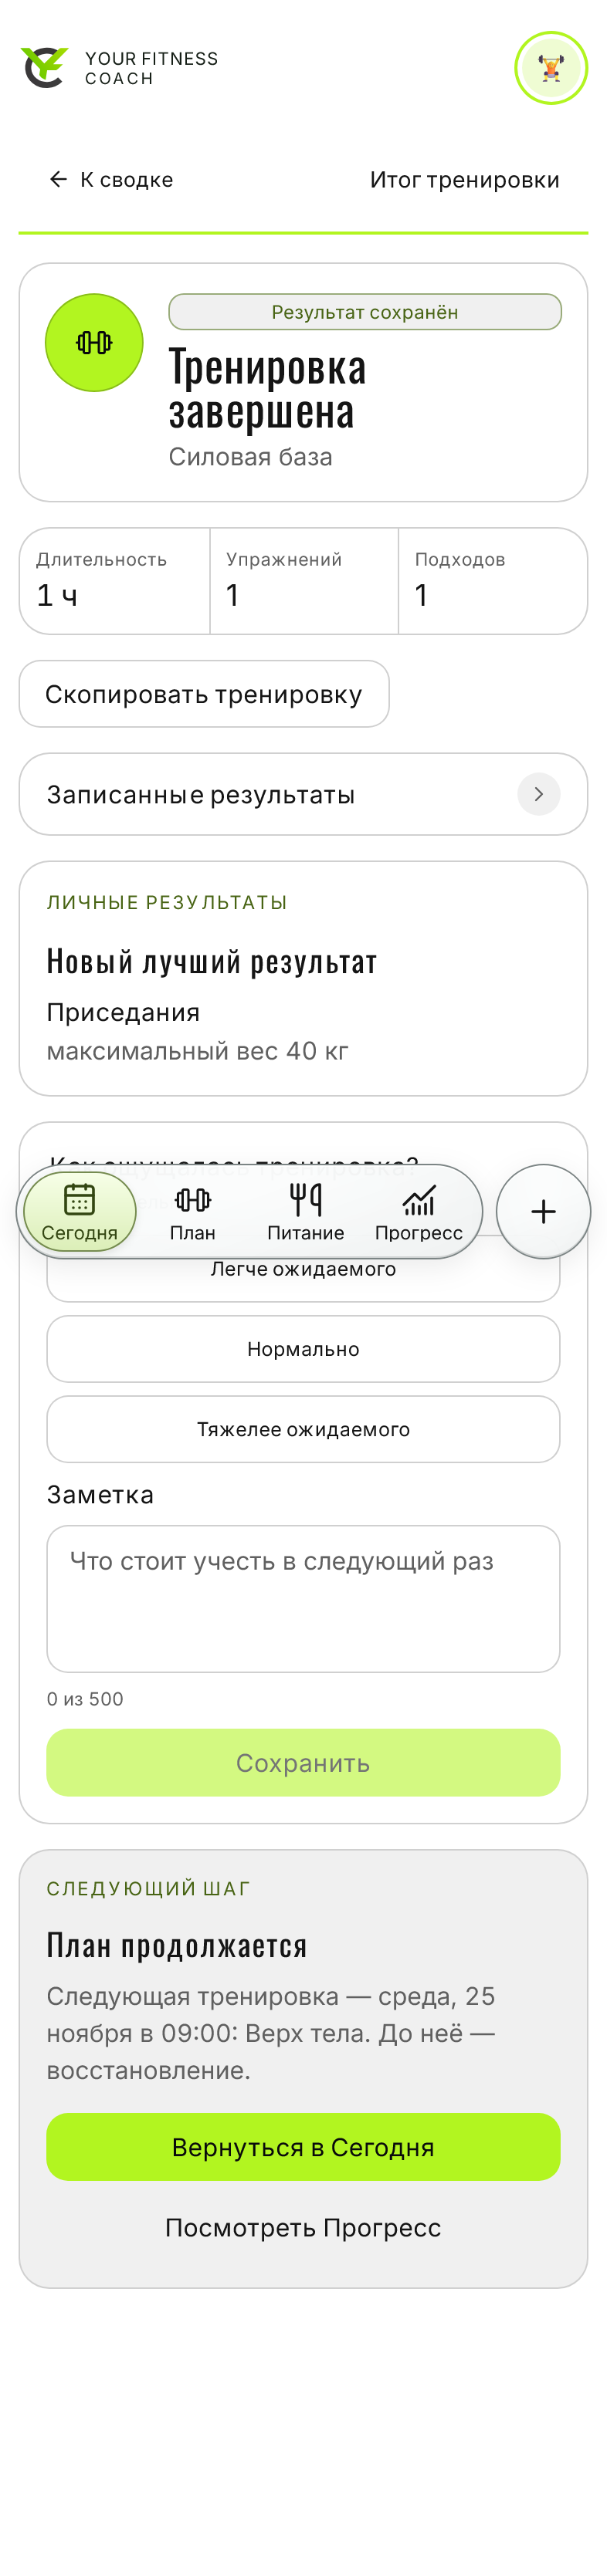 YOUR FITNESS
COACH
К сводке
Итог тренировки
Результат сохранён
Тренировка
завершена
Силовая база
Длительность
Упражнений
Подходов
1 ч
1
1
Скопировать тренировку
Записанные результаты
ЛИЧНЫЕ РЕЗУЛЬТАТЫ
Новый лучший результат
Приседания
максимальный вес 40 кг
Как ощущалась тренировка?
Сегодня
План
Питание
Прогресс
Легче ожидаемого
Нормально
Тяжелее ожидаемого
Заметка
Что стоит учесть в следующий раз
0 из 500
Сохранить
СЛЕДУЮЩИЙ ШАГ
План продолжается
Следующая тренировка — среда, 25
ноября в 09:00: Верх тела. До неё —
восстановление.
Вернуться в Сегодня
Посмотреть Прогресс